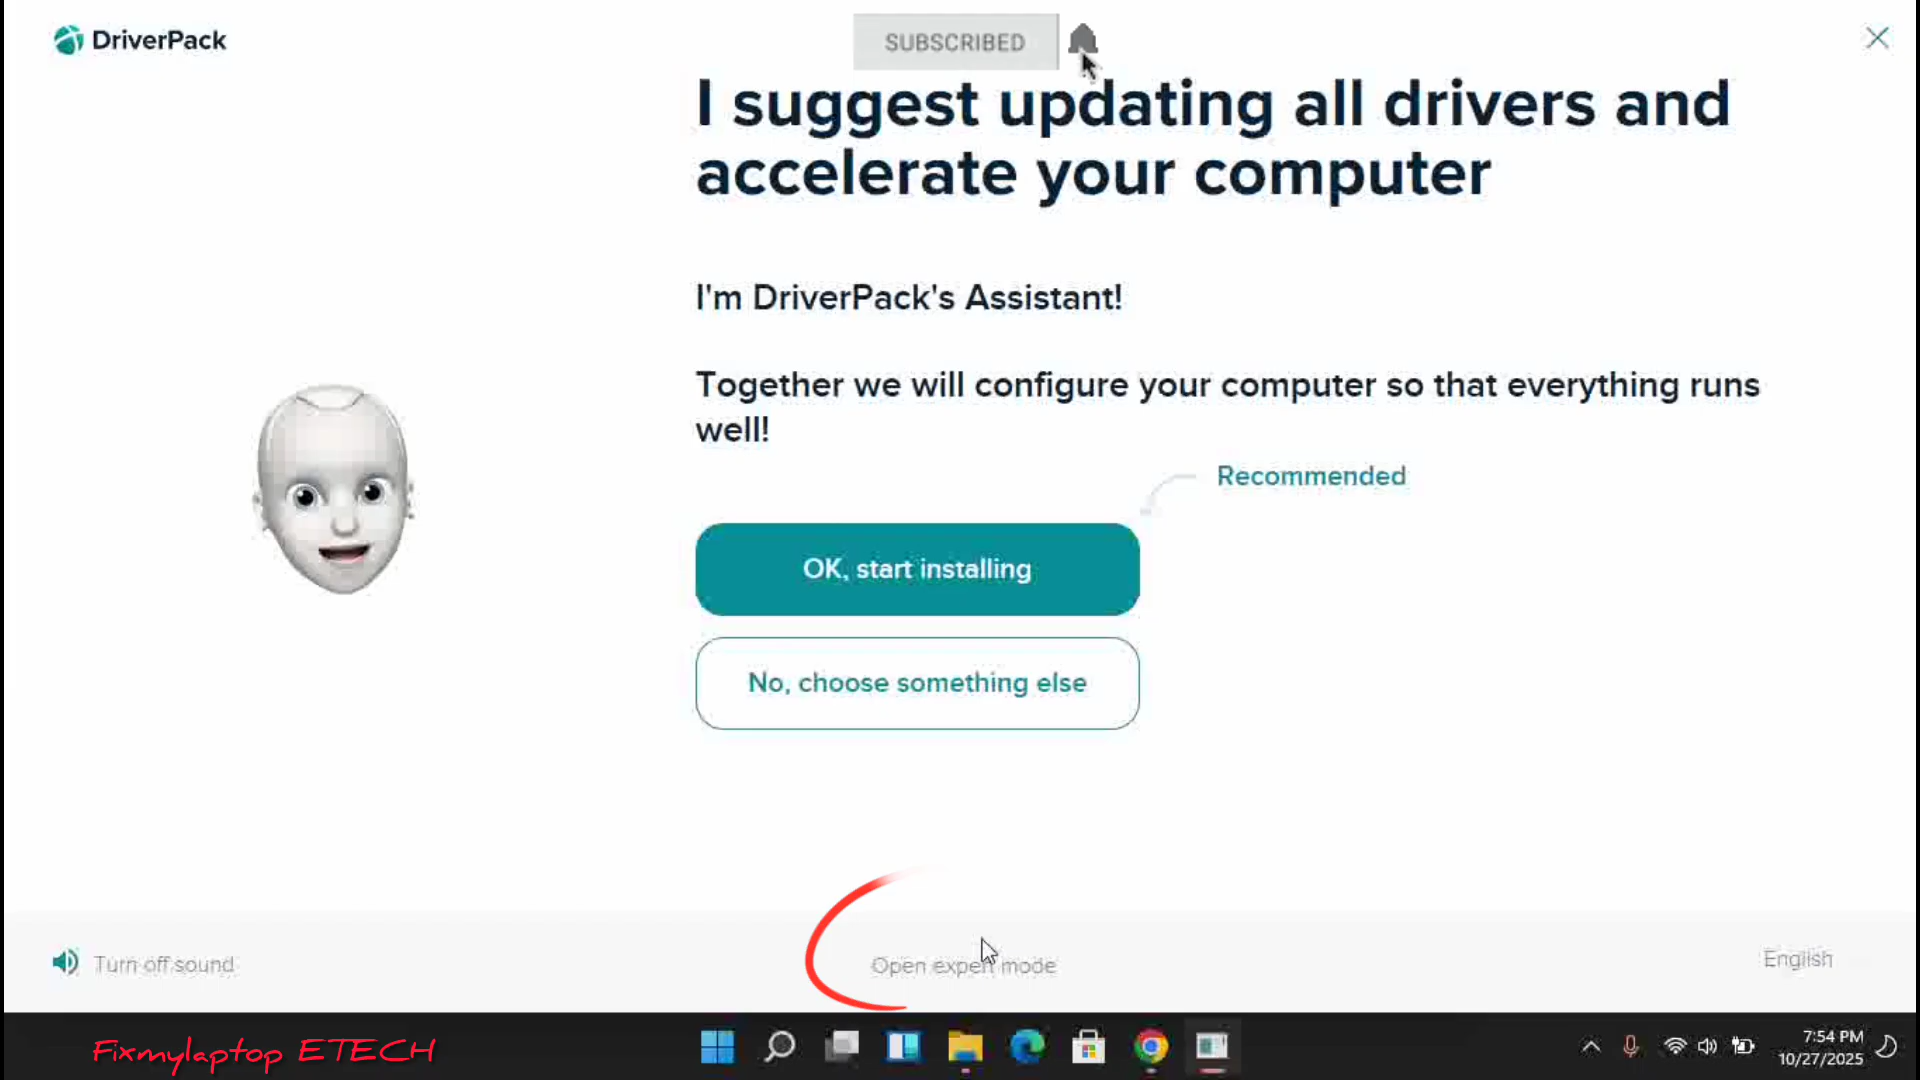 DriverPack
SUBSCRIBED
I suggest updating all drivers and
accelerate your computer
I'm DriverPack's Assistant!
Together we will configure your computer so that everything runs
well!
Recommended
OK, start installing
No, choose something else
Turn off sound
Open expert mode
English
Fixmylaptop ETECH
7:54 PM
10/27/2025